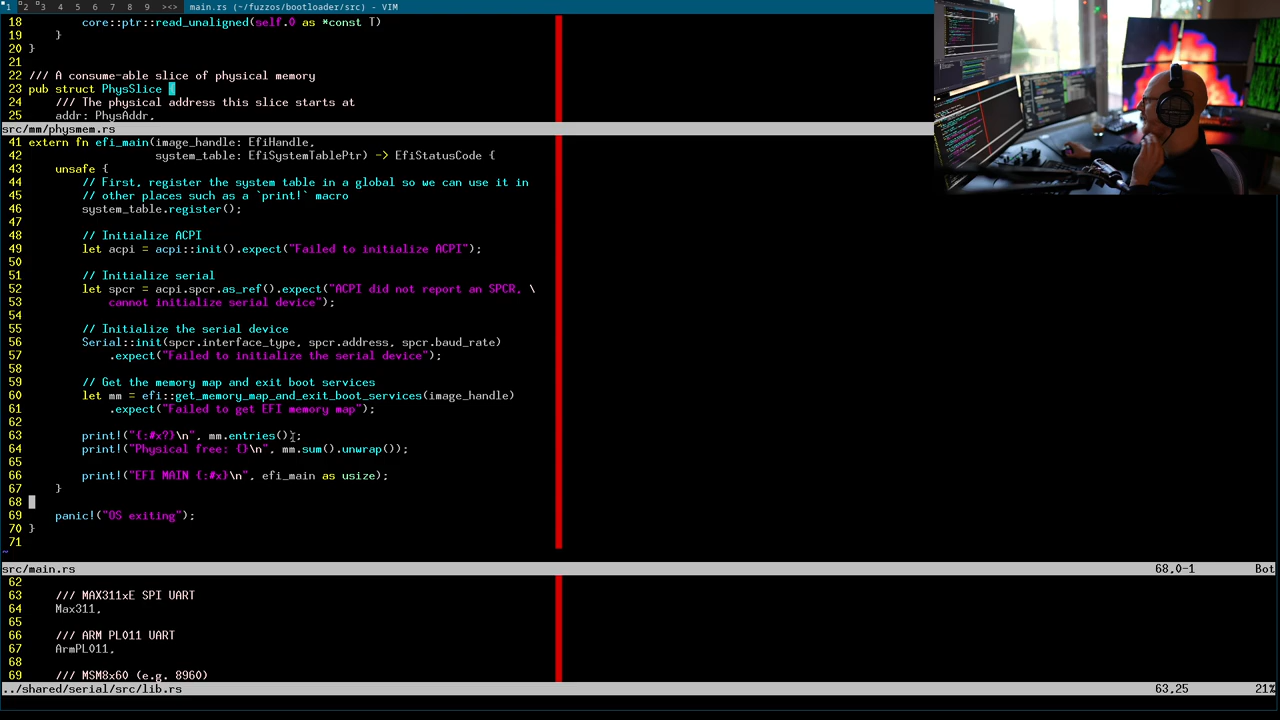 1 2 3 4 5 6 7 8 9 ><> main.rs (~/fuzzos/bootloader/src) - VIM
18         core::ptr::read_unaligned(self.0 as *const T)
19     }
20 }
21
22 /// A consume-able slice of physical memory
23 pub struct PhysSlice {
24     /// The physical address this slice starts at
25     addr: PhysAddr,
src/mm/physmem.rs
41 extern fn efi_main(image_handle: EfiHandle,
42                    system_table: EfiSystemTablePtr) -> EfiStatusCode {
43     unsafe {
44         // First, register the system table in a global so we can use it in
45         // other places such as a `print!` macro
46         system_table.register();
47
48         // Initialize ACPI
49         let acpi = acpi::init().expect("Failed to initialize ACPI");
50
51         // Initialize serial
52         let spcr = acpi.spcr.as_ref().expect("ACPI did not report an SPCR, \
53             cannot initialize serial device");
54
55         // Initialize the serial device
56         Serial::init(spcr.interface_type, spcr.address, spcr.baud_rate)
57             .expect("Failed to initialize the serial device");
58
59         // Get the memory map and exit boot services
60         let mm = efi::get_memory_map_and_exit_boot_services(image_handle)
61             .expect("Failed to get EFI memory map");
62
63         print!("{:#x?}\n", mm.entries());
64         print!("Physical free: {}\n", mm.sum().unwrap());
65
66         print!("EFI MAIN {:#x}\n", efi_main as usize);
67     }
68
69     panic!("OS exiting");
70 }
71
~
src/main.rs 68,0-1 Bot
62
63     /// MAX311xE SPI UART
64     Max311,
65
66     /// ARM PL011 UART
67     ArmPL011,
68
69     /// MSM8x60 (e.g. 8960)
../shared/serial/src/lib.rs 63,25 21%